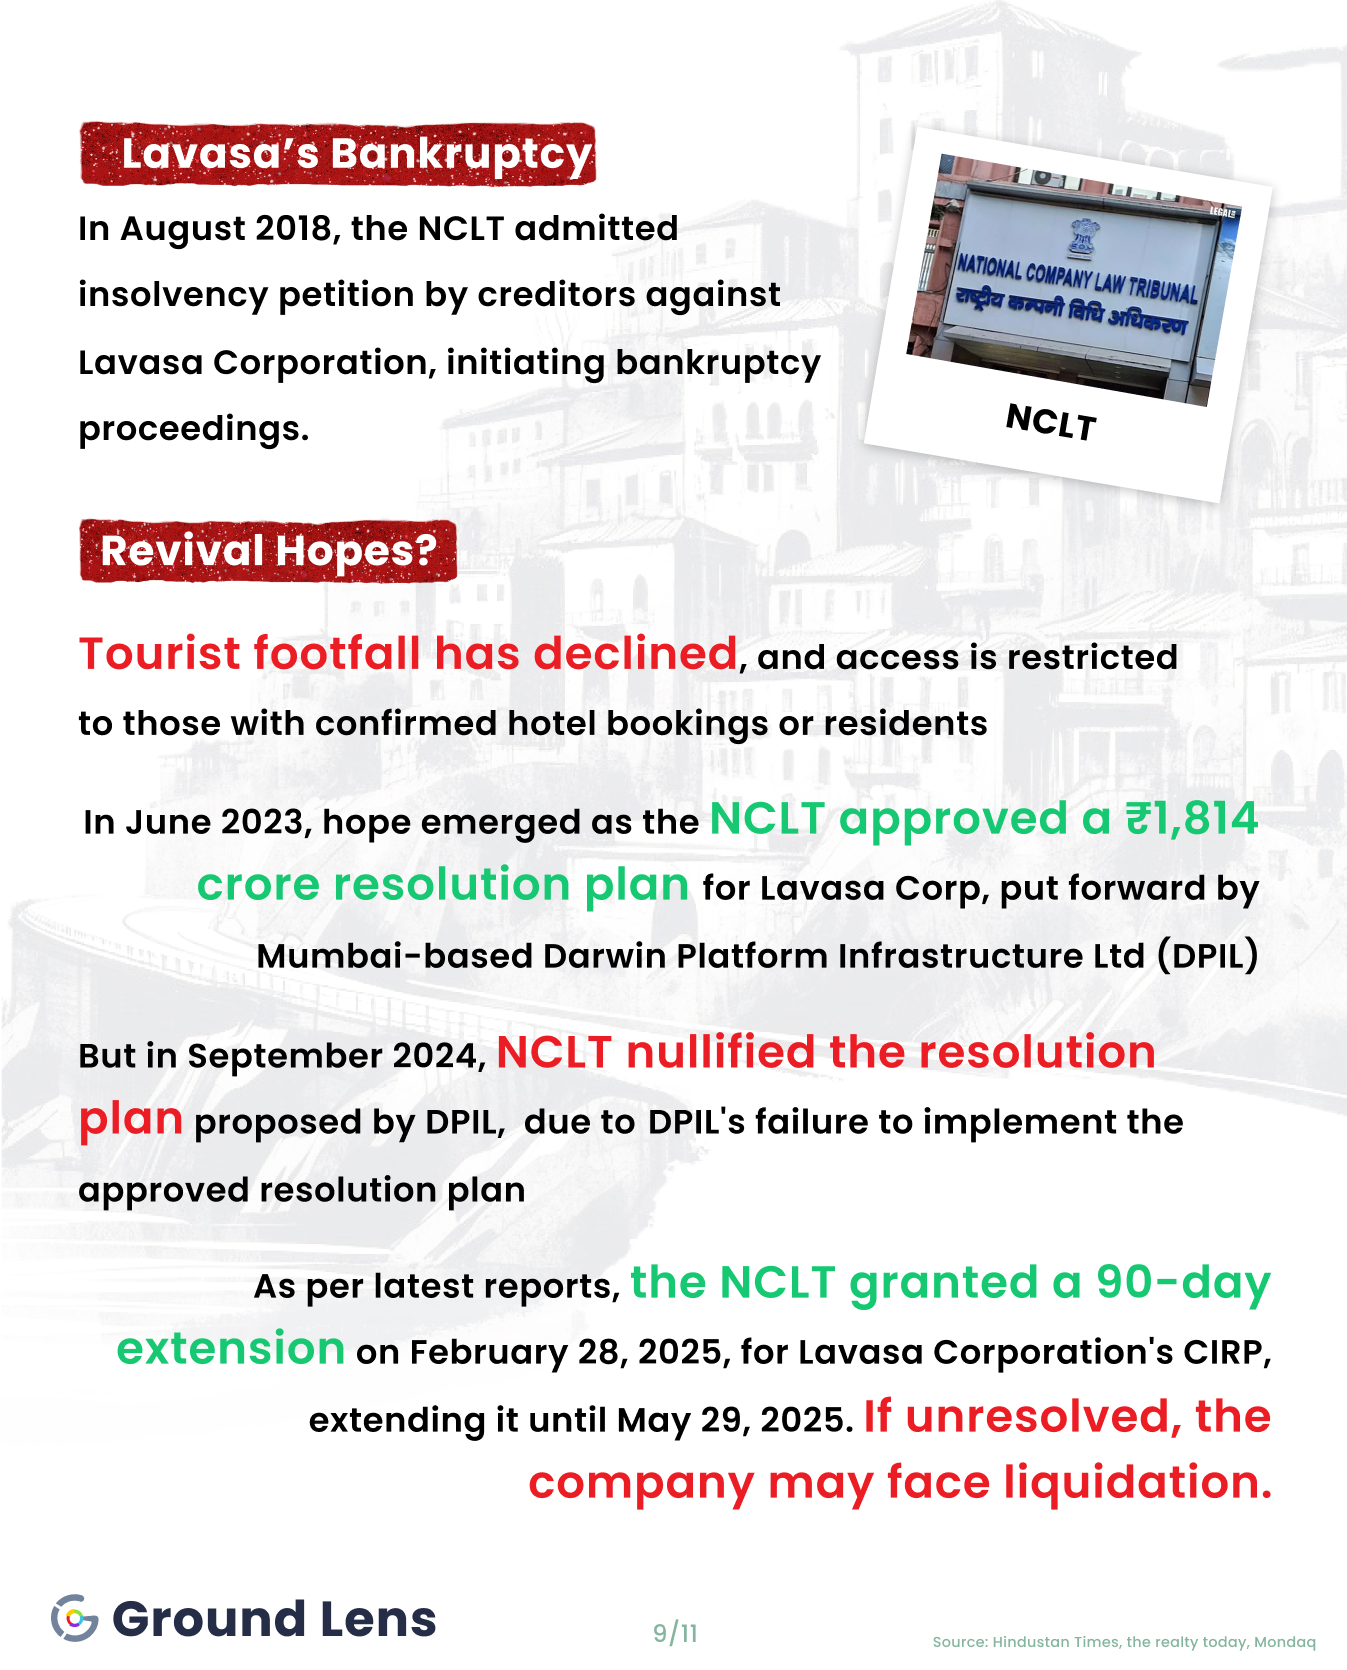 Lavasa’s Bankruptcy
In August 2018, the NCLT admitted
insolvency petition by creditors against
Lavasa Corporation, initiating bankruptcy
proceedings.
LEGAL
NATIONAL COMPANY LAW TRIBUNAL
राष्ट्रीय कम्पनी विधि अधिकरण
NCLT
Revival Hopes?
Tourist footfall has declined, and access is restricted
to those with confirmed hotel bookings or residents
In June 2023, hope emerged as the NCLT approved a ₹1,814
crore resolution plan for Lavasa Corp, put forward by
Mumbai-based Darwin Platform Infrastructure Ltd (DPIL)
But in September 2024, NCLT nullified the resolution
plan proposed by DPIL, due to DPIL's failure to implement the
approved resolution plan
As per latest reports, the NCLT granted a 90-day
extension on February 28, 2025, for Lavasa Corporation's CIRP,
extending it until May 29, 2025. If unresolved, the
company may face liquidation.
Ground Lens
9/11
Source: Hindustan Times, the realty today, Mondaq